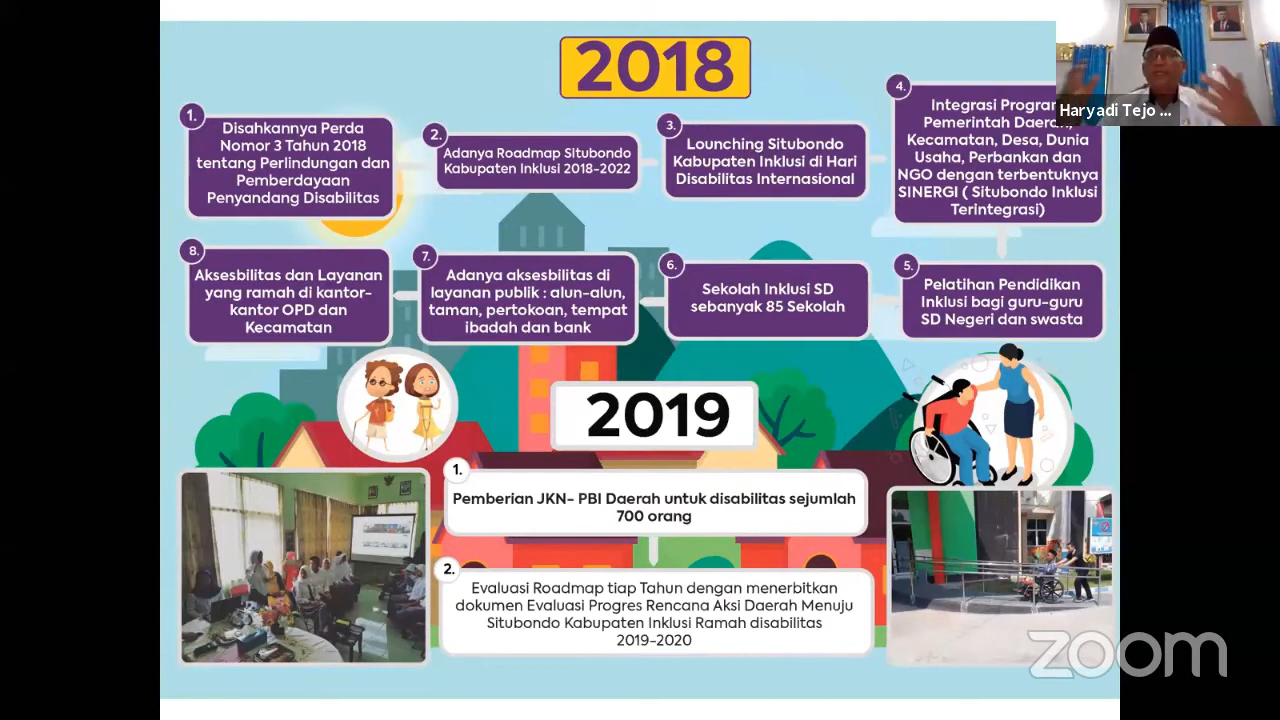 2018
1.
Disahkannya Perda
Nomor 3 Tahun 2018
tentang Perlindungan dan
Pemberdayaan
Penyandang Disabilitas
2.
Adanya Roadmap Situbondo
Kabupaten Inklusi 2018-2022
3.
Lounching Situbondo
Kabupaten Inklusi di Hari
Disabilitas Internasional
4.
Integrasi Program
Pemerintah Daerah,
Kecamatan, Desa, Dunia
Usaha, Perbankan dan
NGO dengan terbentuknya
SINERGI ( Situbondo Inklusi
Terintegrasi)
Haryadi Tejo ...
5.
Pelatihan Pendidikan
Inklusi bagi guru-guru
SD Negeri dan swasta
6.
Sekolah Inklusi SD
sebanyak 85 Sekolah
7.
Adanya aksesbilitas di
layanan publik : alun-alun,
taman, pertokoan, tempat
ibadah dan bank
8.
Aksesbilitas dan Layanan
yang ramah di kantor-
kantor OPD dan
Kecamatan
2019
1.
Pemberian JKN- PBI Daerah untuk disabilitas sejumlah
700 orang
2.
Evaluasi Roadmap tiap Tahun dengan menerbitkan
dokumen Evaluasi Progres Rencana Aksi Daerah Menuju
Situbondo Kabupaten Inklusi Ramah disabilitas
2019-2020
zoom